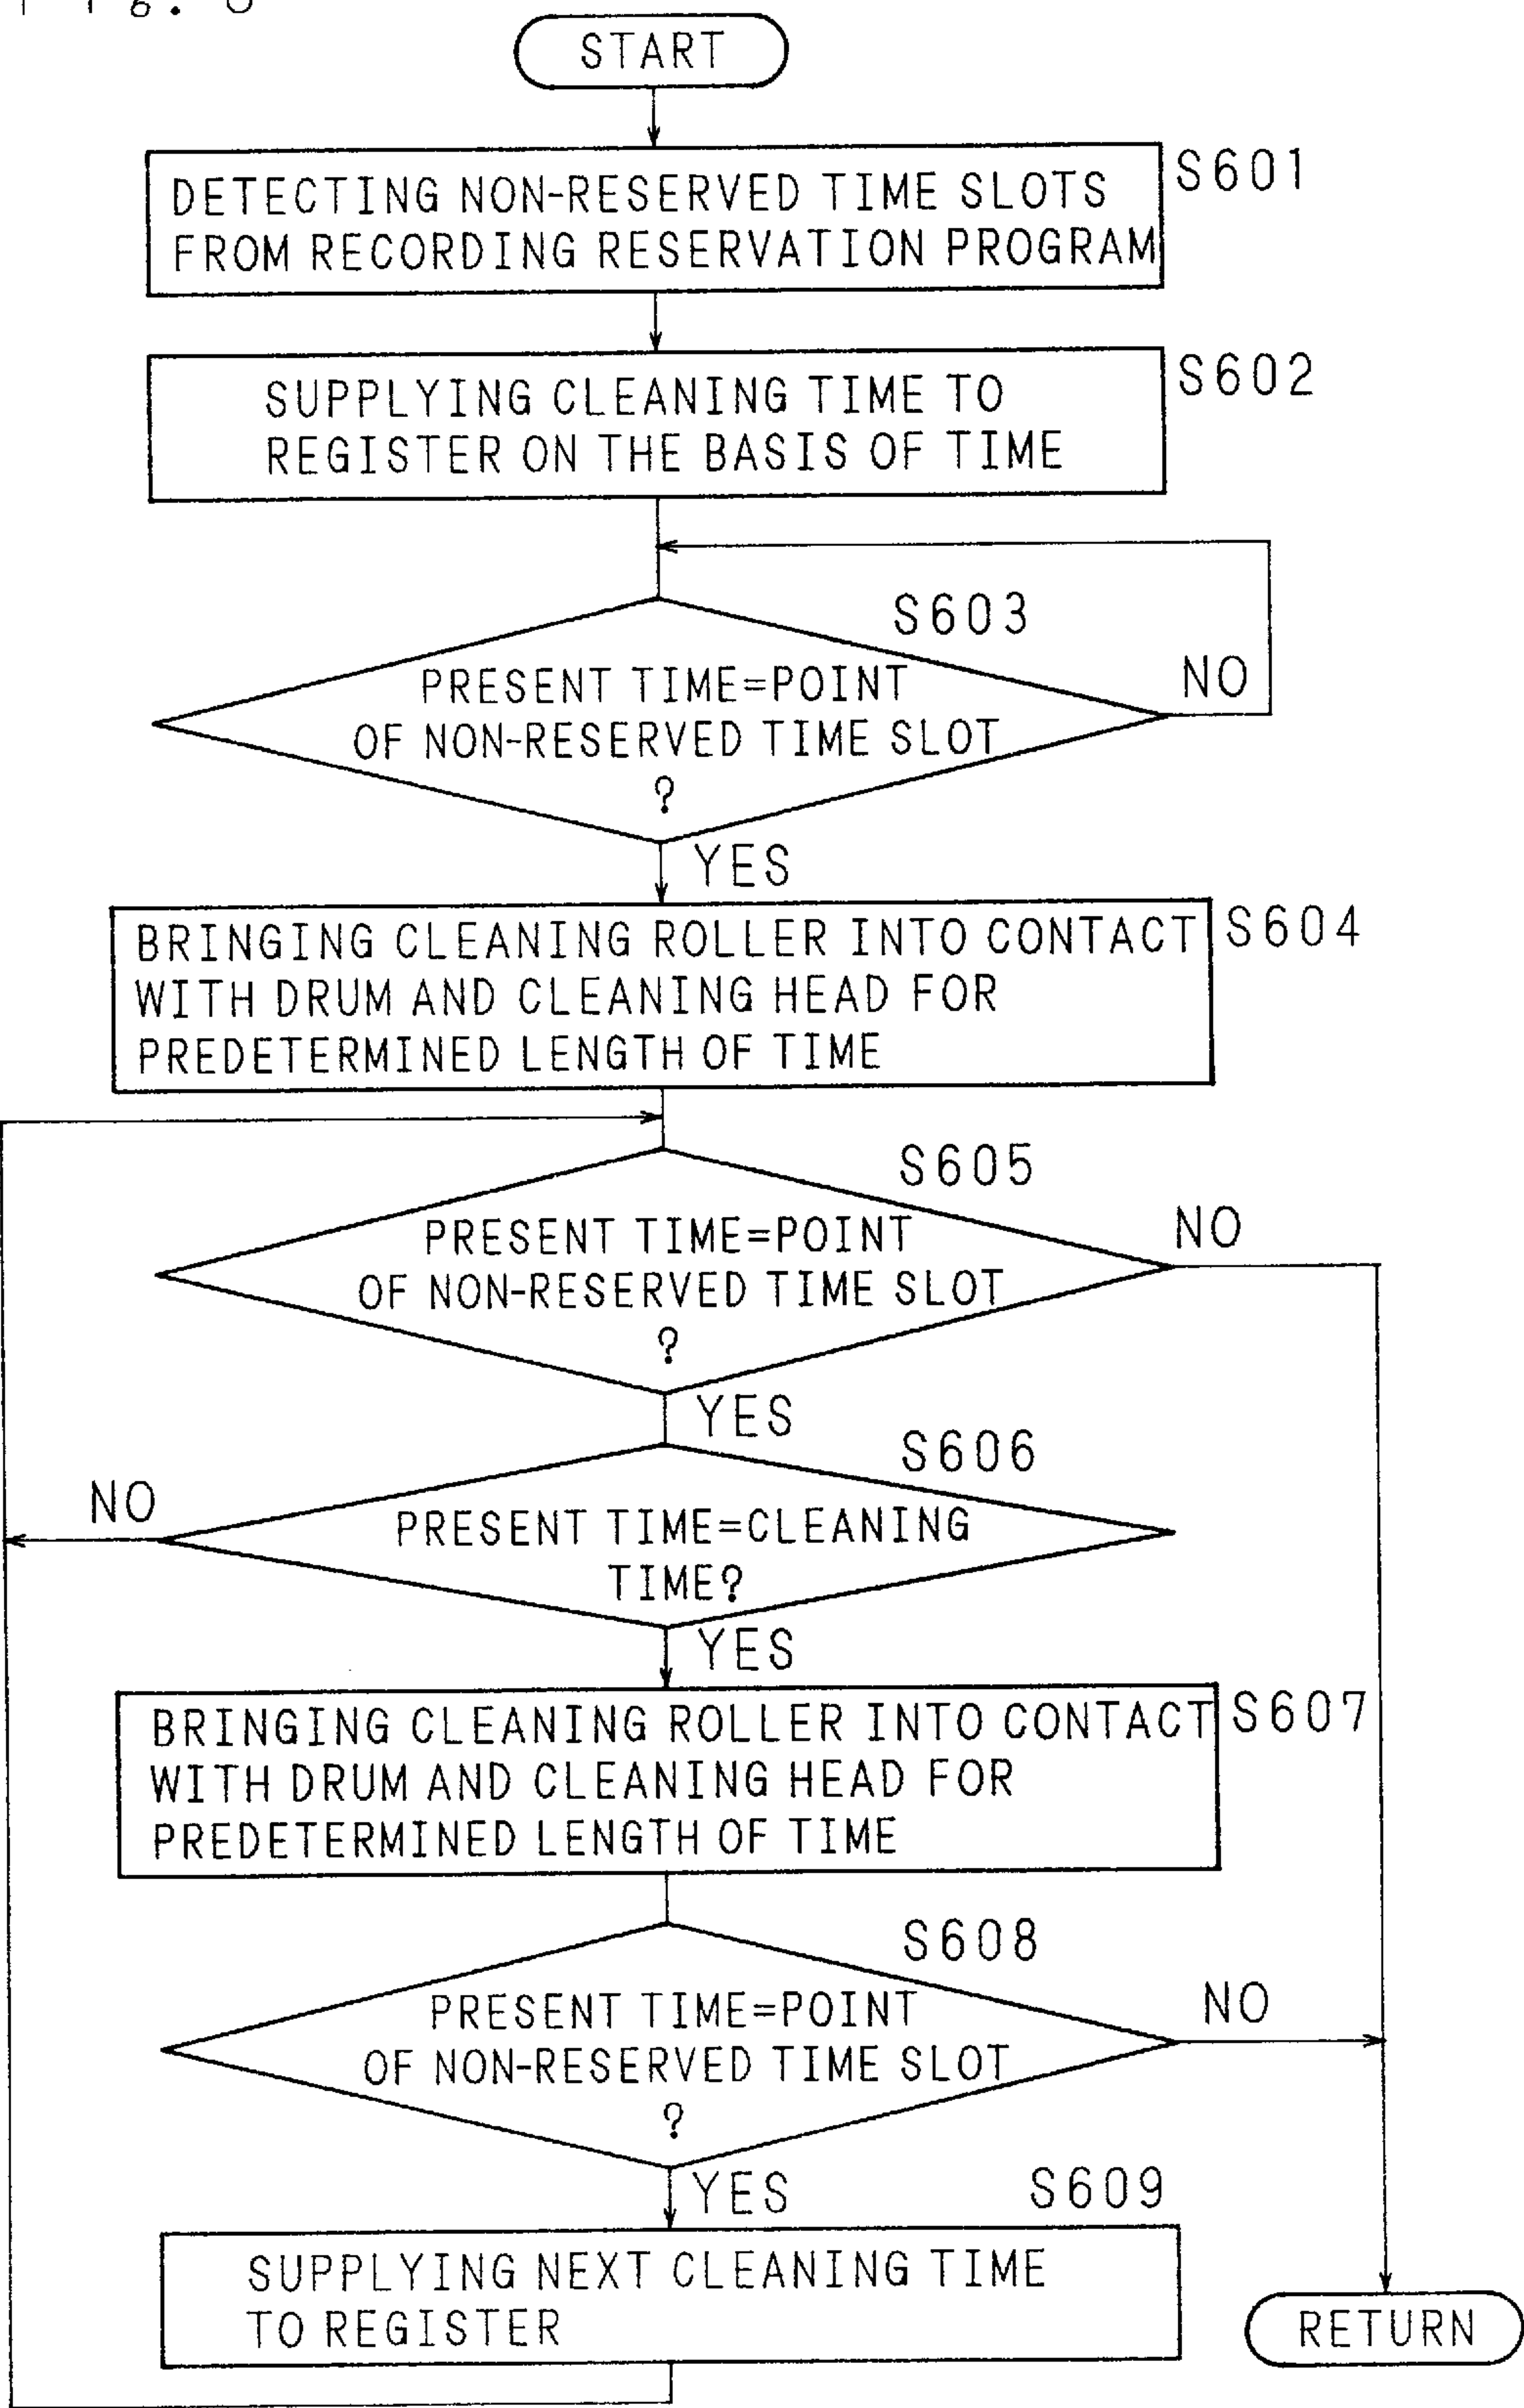 START
DETECTING NON-RESERVED TIME SLOTS
FROM RECORDING RESERVATION PROGRAM
S601
SUPPLYING CLEANING TIME TO
REGISTER ON THE BASIS OF TIME
S602
S603
PRESENT TIME=POINT
OF NON-RESERVED TIME SLOT
?
NO
YES
BRINGING CLEANING ROLLER INTO CONTACT
WITH DRUM AND CLEANING HEAD FOR
PREDETERMINED LENGTH OF TIME
S604
S605
PRESENT TIME=POINT
OF NON-RESERVED TIME SLOT
?
NO
YES
S606
NO
PRESENT TIME=CLEANING
TIME?
YES
BRINGING CLEANING ROLLER INTO CONTACT
WITH DRUM AND CLEANING HEAD FOR
PREDETERMINED LENGTH OF TIME
S607
S608
PRESENT TIME=POINT
OF NON-RESERVED TIME SLOT
?
NO
YES
S609
SUPPLYING NEXT CLEANING TIME
TO REGISTER
RETURN